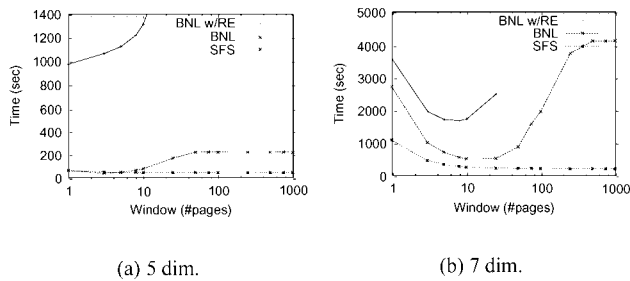 1400
1200
1000
800
600
400
200
0
Time (sec)
BNL w/RE
BNL
SFS
1 10 100 1000
Window (#pages)
(a) 5 dim.
5000
4000
3000
2000
1000
0
Time (sec)
BNL w/RE
BNL
SFS
1 10 100 1000
Window (#pages)
(b) 7 dim.